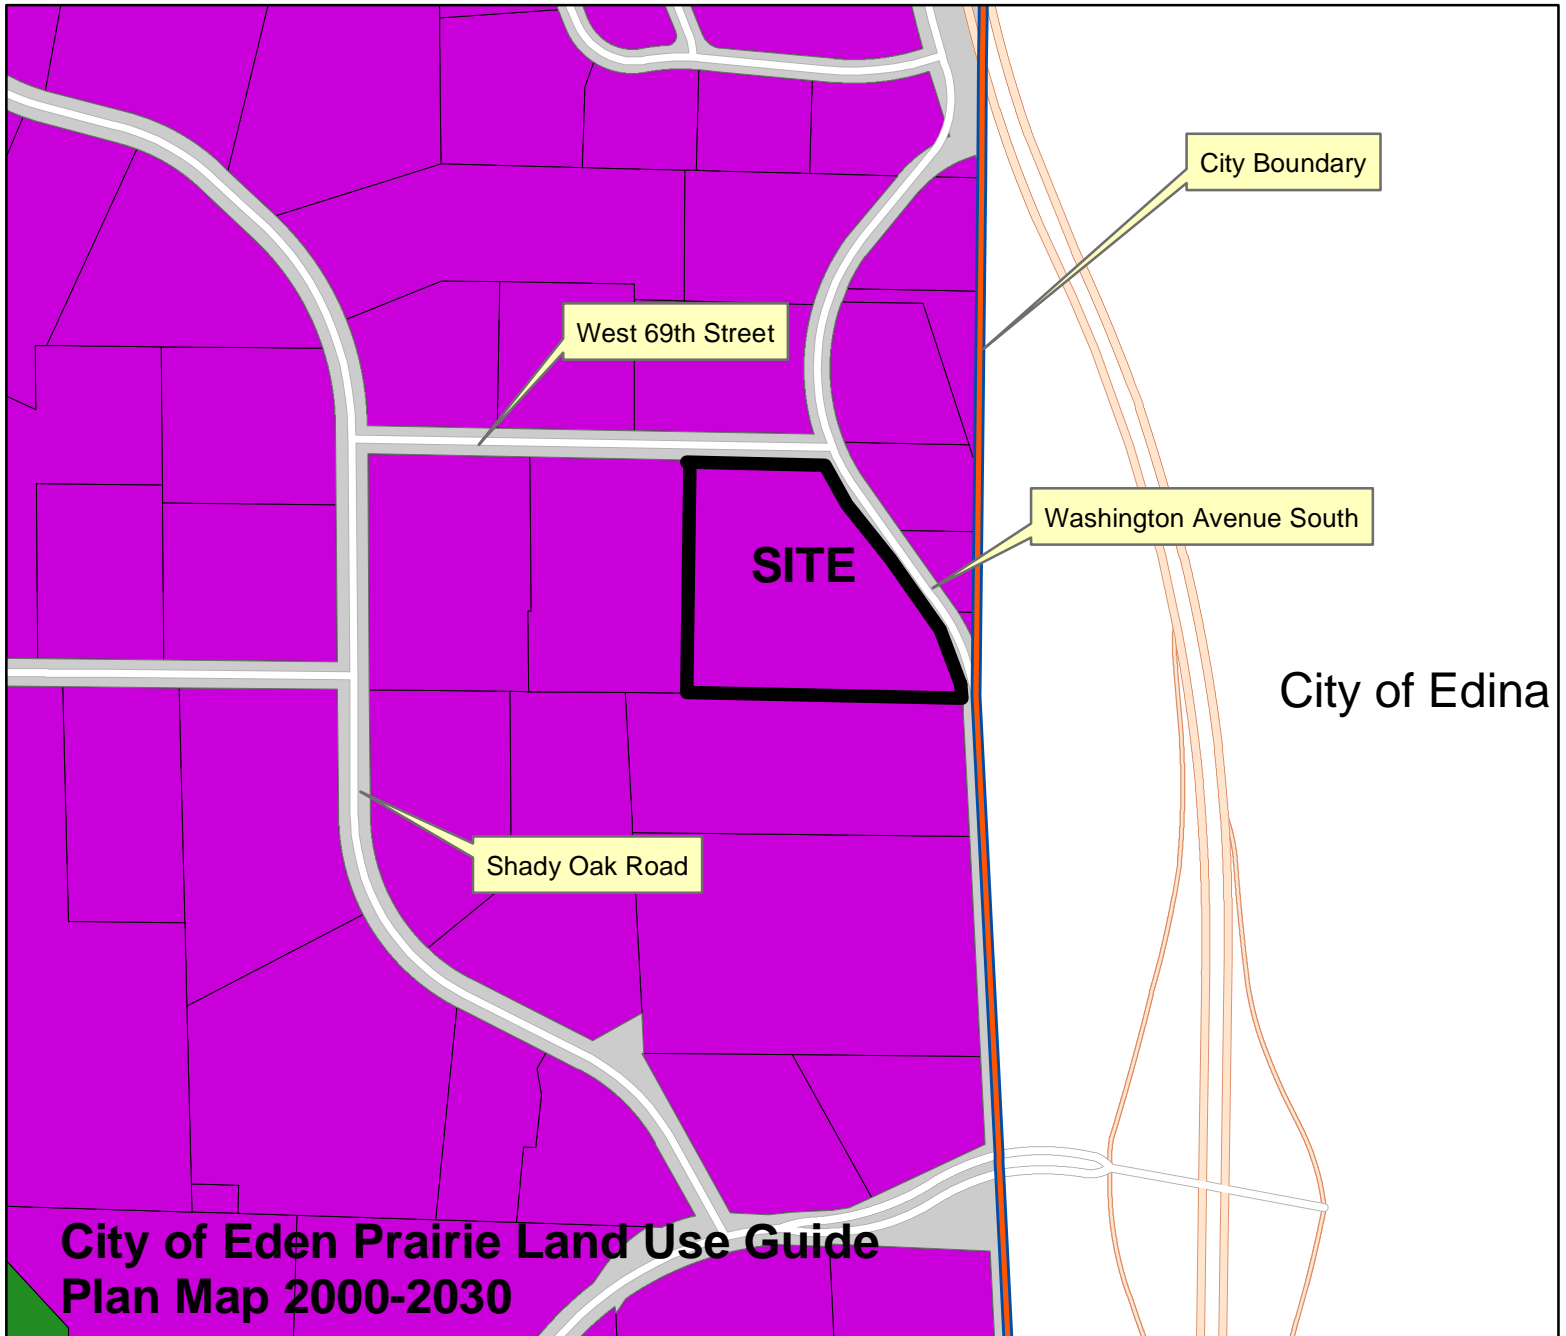 City Boundary
West 69th Street
Washington Avenue South
SITE
City of Edina
Shady Oak Road
City of Eden Prairie Land Use Guide
Plan Map 2000-2030